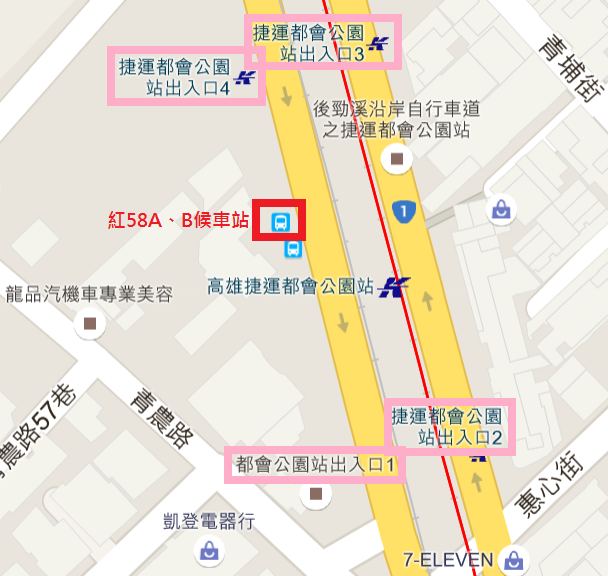 捷運都會公園
站出入口3
捷運都會公園
站出入口4
青埔街
後勁溪沿岸自行車道
之捷運都會公園站
1
紅58A、B候車站
高雄捷運都會公園站
龍品汽機車專業美容
青農路
農路57巷
捷運都會公園
站出入口2
都會公園站出入口1
惠心街
凱登電器行
7-ELEVEN